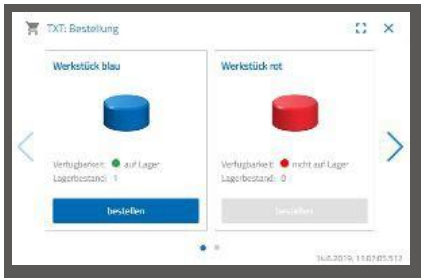 TXT: Bestellung
Werkstück blau
Verfügbarkeit: auf Lager
Lagerbestand: 1
bestellen
Werkstück rot
Verfügbarkeit: nicht auf Lager
Lagerbestand: 0
bestellen